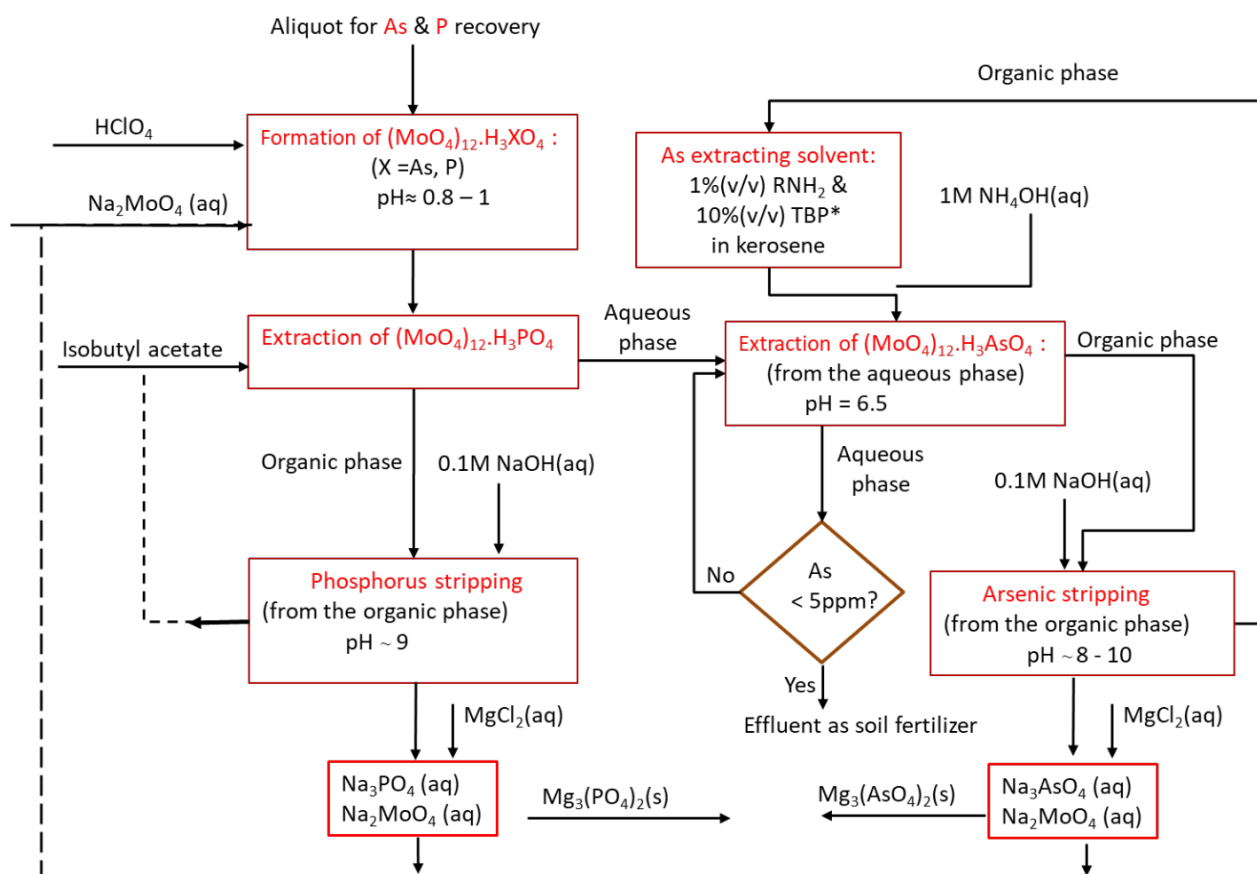 Aliquot for As & P recovery
HClO₄
Na₂MoO₄ (aq)
Formation of (MoO₄)₁₂.H₃XO₄ :
(X =As, P)
pH≈ 0.8 – 1
Organic phase
As extracting solvent:
1%(v/v) RNH₂ &
10%(v/v) TBP*
in kerosene
1M NH₄OH(aq)
Isobutyl acetate
Extraction of (MoO₄)₁₂.H₃PO₄
Aqueous
phase
Extraction of (MoO₄)₁₂.H₃AsO₄ :
(from the aqueous phase)
pH = 6.5
Organic phase
Organic phase
0.1M NaOH(aq)
Aqueous
phase
0.1M NaOH(aq)
Phosphorus stripping
(from the organic phase)
pH ~ 9
No
As
< 5ppm?
Yes
Effluent as soil fertilizer
Arsenic stripping
(from the organic phase)
pH ~8 - 10
MgCl₂(aq)
MgCl₂(aq)
Na₃PO₄ (aq)
Na₂MoO₄ (aq)
Mg₃(PO₄)₂(s)
Mg₃(AsO₄)₂(s)
Na₃AsO₄ (aq)
Na₂MoO₄ (aq)